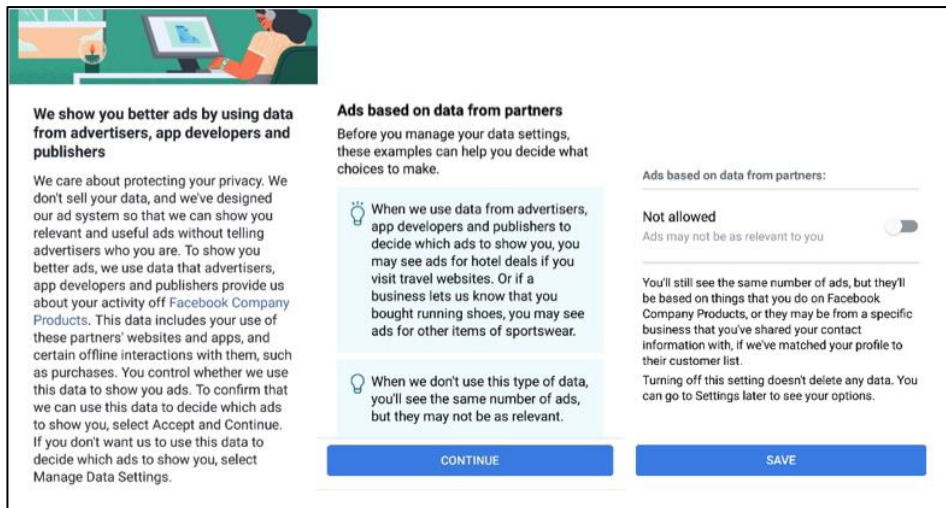 We show you better ads by using data
from advertisers, app developers and
publishers
We care about protecting your privacy. We
don't sell your data, and we've designed
our ad system so that we can show you
relevant and useful ads without telling
advertisers who you are. To show you
better ads, we use data that advertisers,
app developers and publishers provide us
about your activity off Facebook Company
Products. This data includes your use of
these partners' websites and apps, and
certain offline interactions with them, such
as purchases. You control whether we use
this data to show you ads. To confirm that
we can use this data to decide which ads
to show you, select Accept and Continue.
If you don't want us to use this data to
decide which ads to show you, select
Manage Data Settings.
Ads based on data from partners
Before you manage your data settings,
these examples can help you decide what
choices to make.
When we use data from advertisers,
app developers and publishers to
decide which ads to show you, you
may see ads for hotel deals if you
visit travel websites. Or if a
business lets us know that you
bought running shoes, you may see
ads for other items of sportswear.
When we don't use this type of data,
you'll see the same number of ads,
but they may not be as relevant.
CONTINUE
Ads based on data from partners:
Not allowed
Ads may not be as relevant to you
You'll still see the same number of ads, but they'll
be based on things that you do on Facebook
Company Products, or they may be from a specific
business that you've shared your contact
information with, if we've matched your profile to
their customer list.
Turning off this setting doesn't delete any data. You
can go to Settings later to see your options.
SAVE